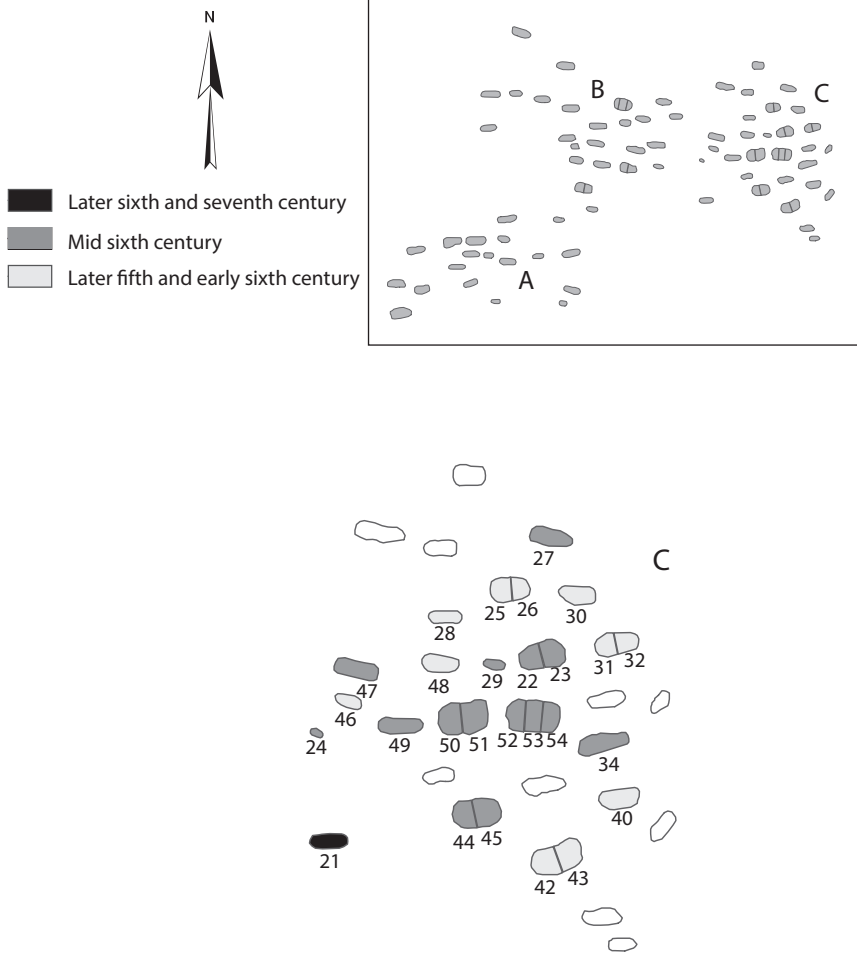 N
Later sixth and seventh century
Mid sixth century
Later fifth and early sixth century
B
C
A
C
27
25 26
30
28
31 32
47
48
29
22 23
46
24
49
50 51
52 53 54
34
40
44 45
21
42 43